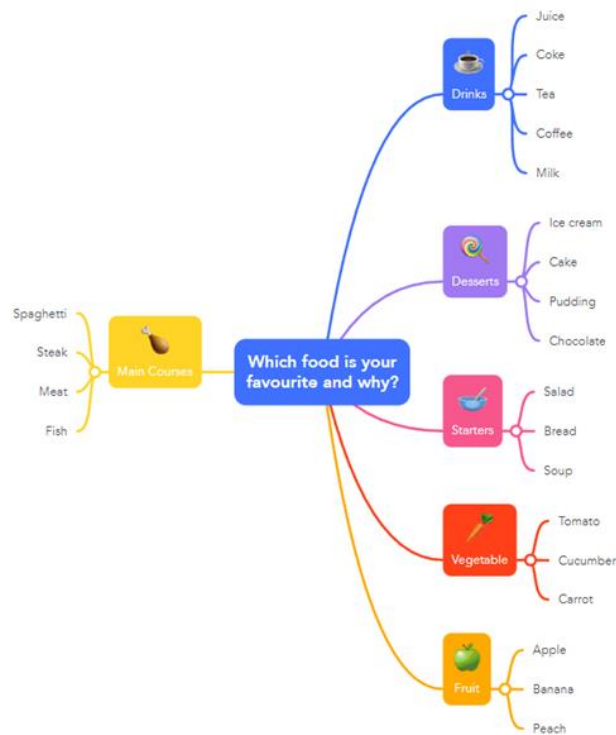 Juice
Coke
Drinks
Tea
Coffee
Milk
Ice cream
Cake
Desserts
Pudding
Chocolate
Spaghetti
Steak
Main Courses
Meat
Fish
Which food is your
favourite and why?
Salad
Starters
Bread
Soup
Tomato
Vegetable
Cucumber
Carrot
Apple
Fruit
Banana
Peach